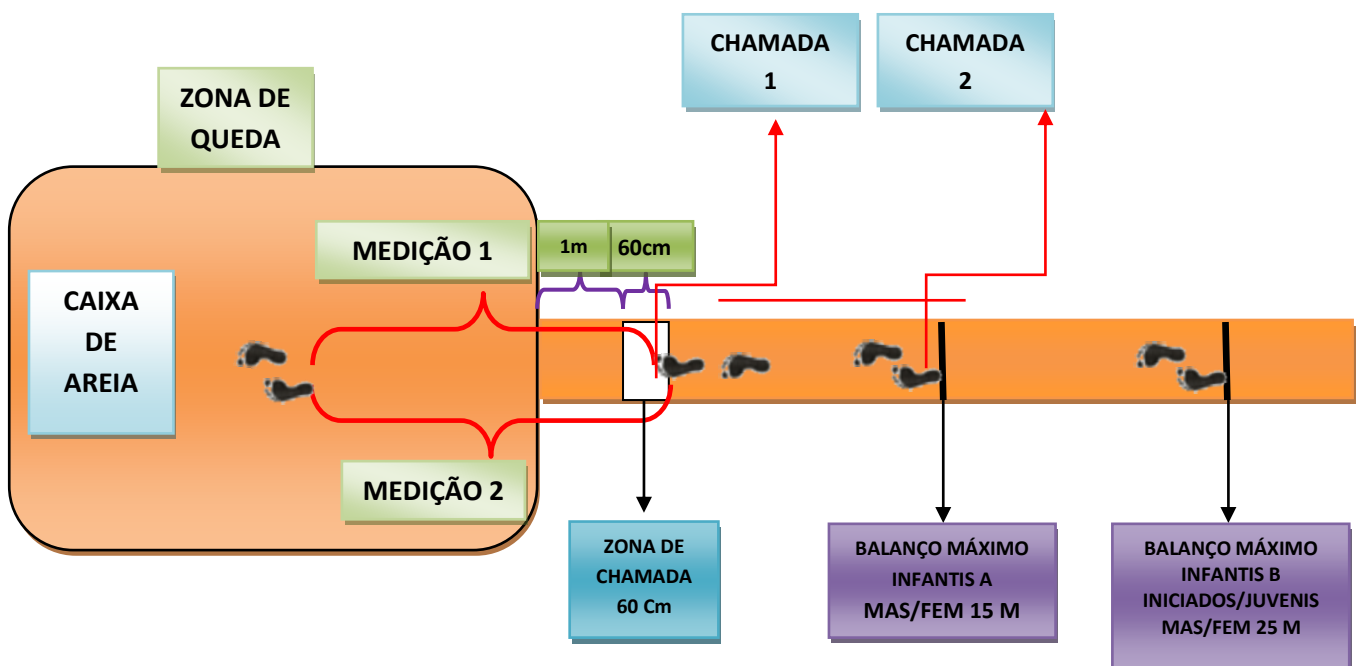 CHAMADA
1
CHAMADA
2
ZONA DE
QUEDA
MEDIÇÃO 1
1m
60cm
CAIXA
DE
AREIA
MEDIÇÃO 2
ZONA DE
CHAMADA
60 Cm
BALANÇO MÁXIMO
INFANTIS A
MAS/FEM 15 M
BALANÇO MÁXIMO
INFANTIS B
INICIADOS/JUVENIS
MAS/FEM 25 M